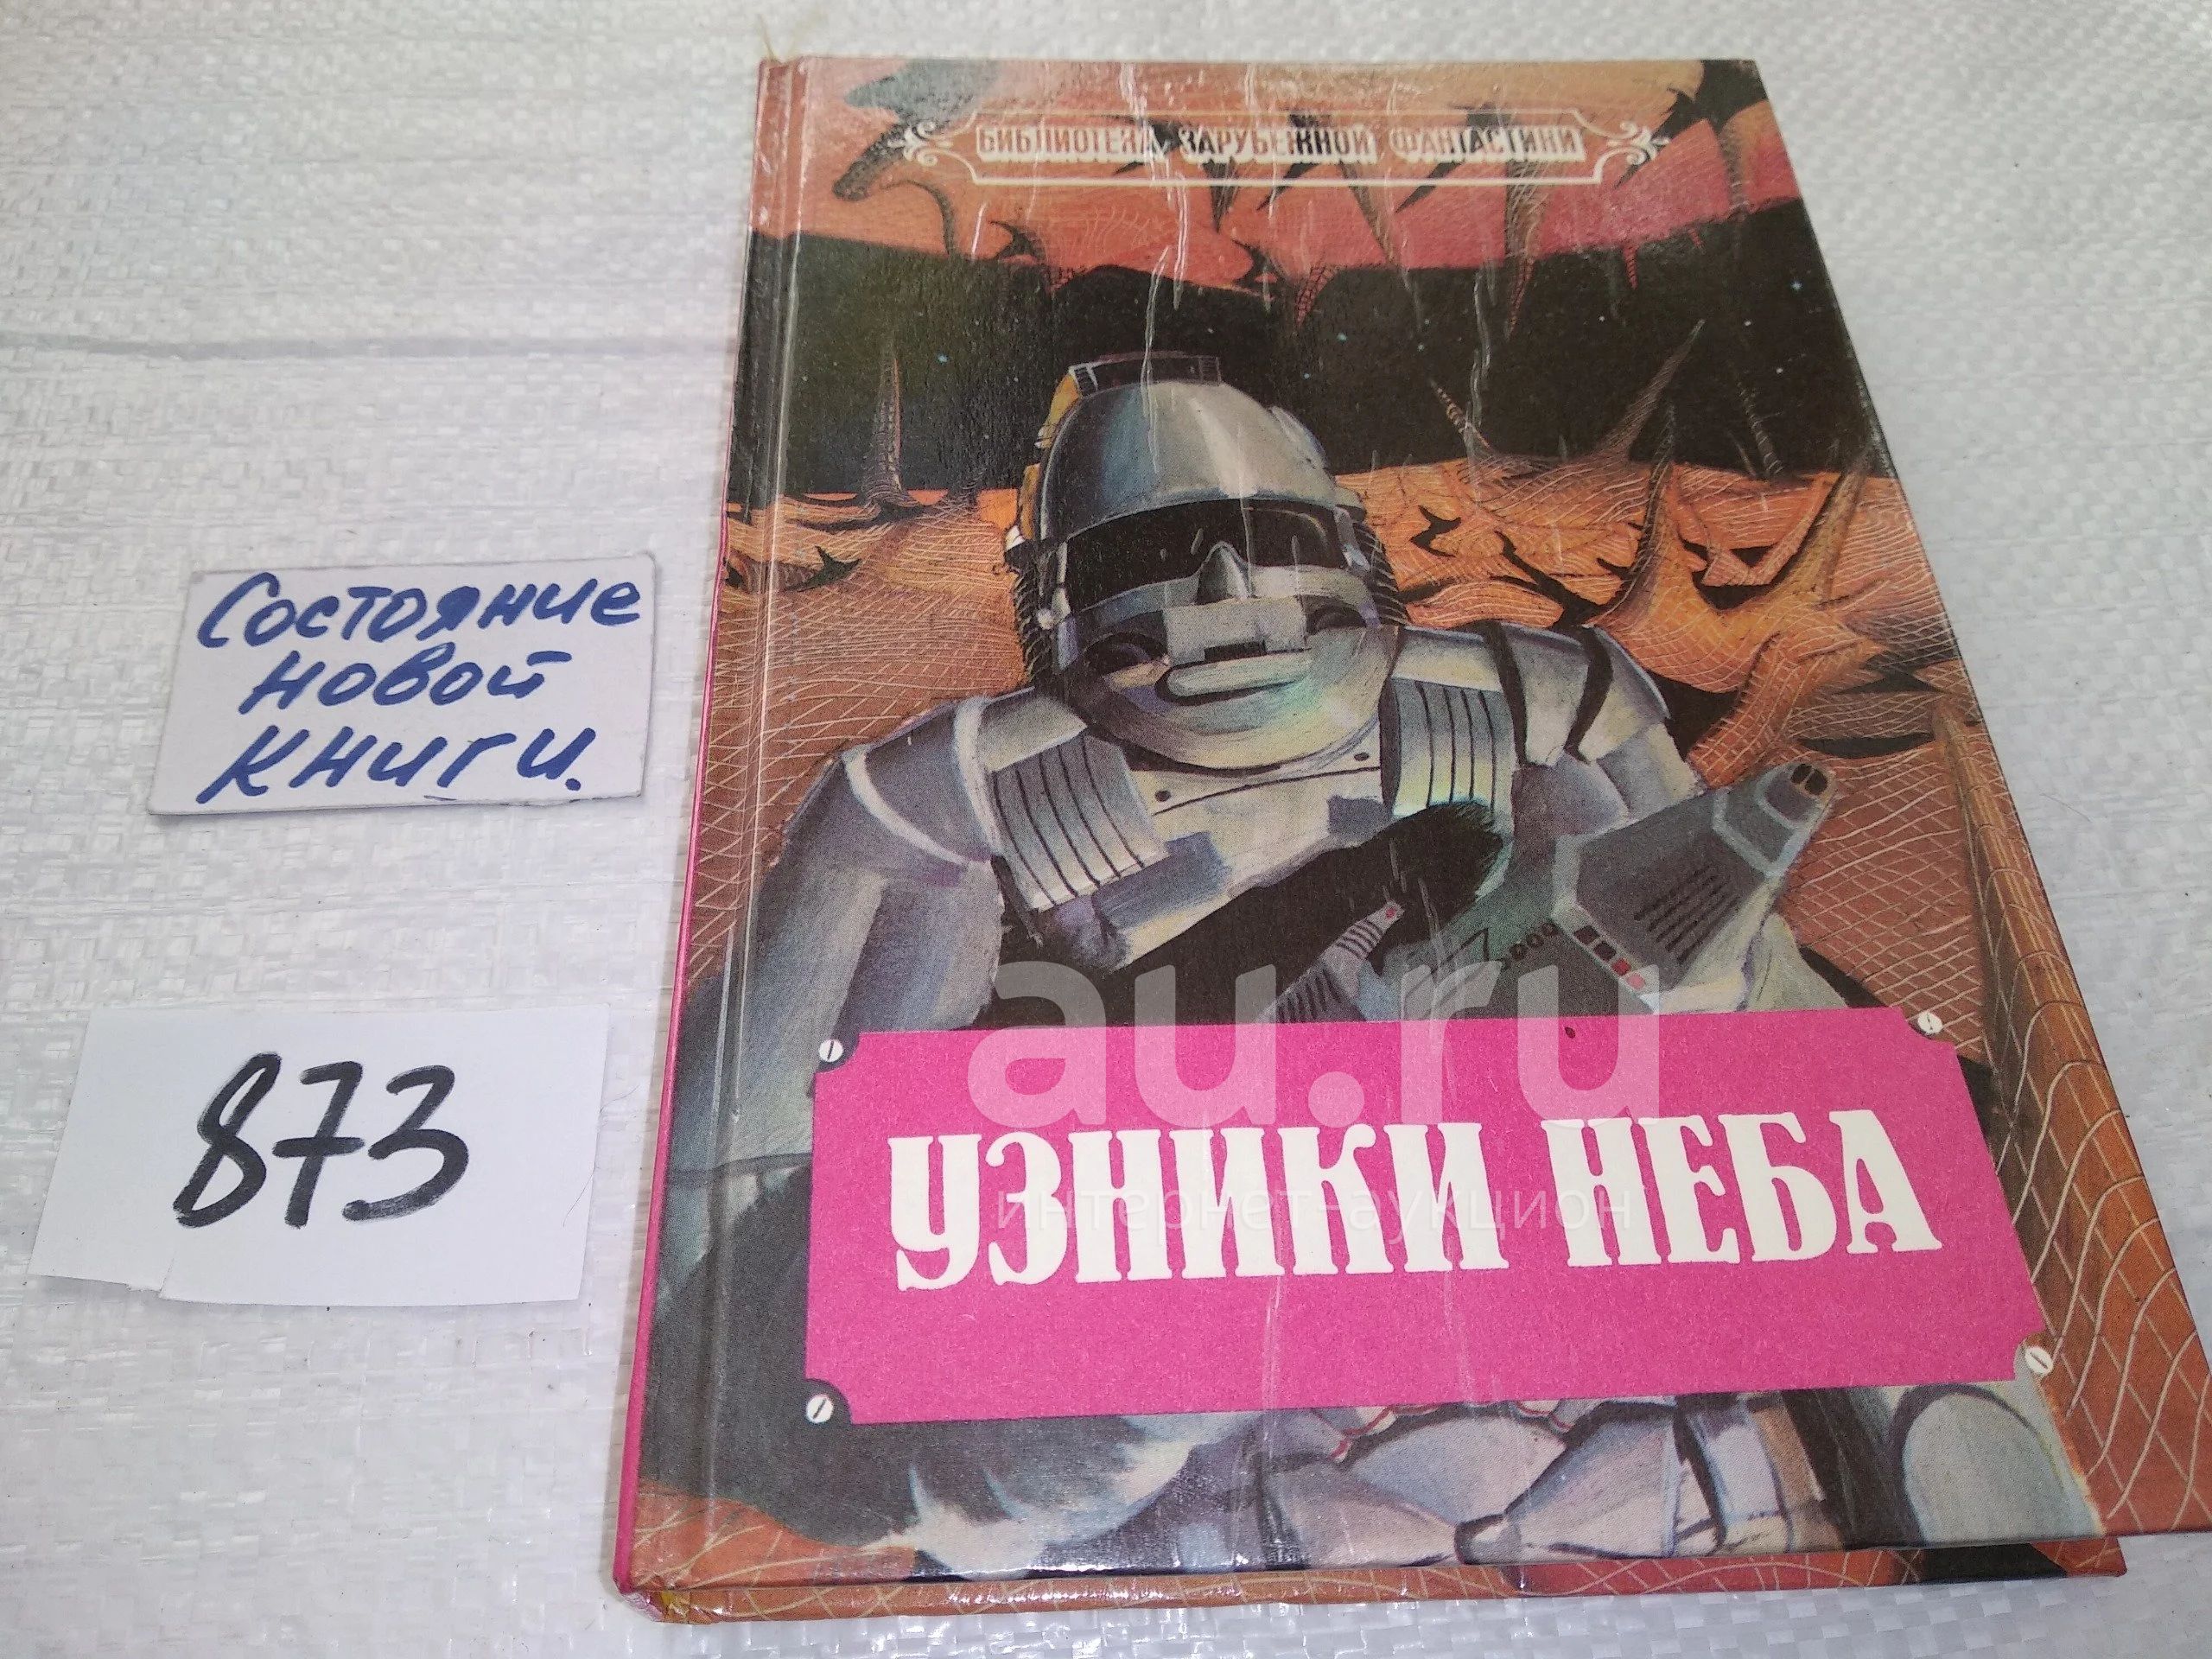 БИБЛИОТЕКА ЗАРУБЕЖНОЙ ФАНТАСТИКИ
Состояние
новой
книги.
873
au.ru
интернет-аукцион
УЗНИКИ НЕБА